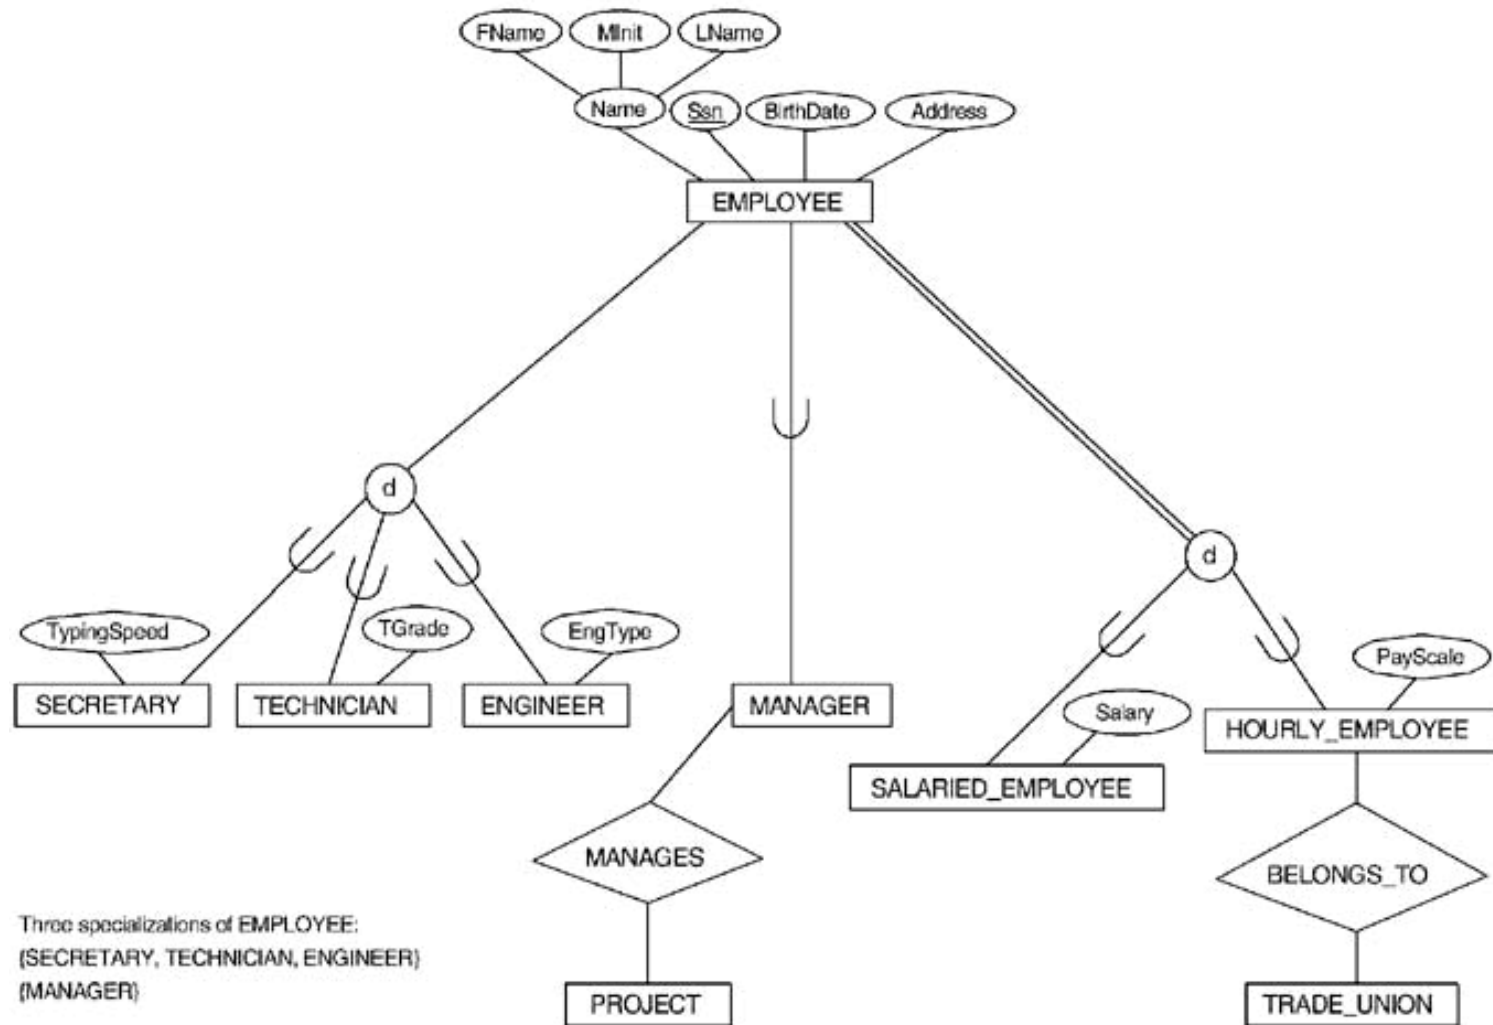 FName MInit LName
Name Ssn BirthDate Address
EMPLOYEE
d
d
TypingSpeed TGrade EngType PayScale
SECRETARY TECHNICIAN ENGINEER MANAGER Salary HOURLY_EMPLOYEE
SALARIED_EMPLOYEE
MANAGES
BELONGS_TO
Three specializations of EMPLOYEE:
{SECRETARY, TECHNICIAN, ENGINEER}
{MANAGER}
PROJECT TRADE_UNION